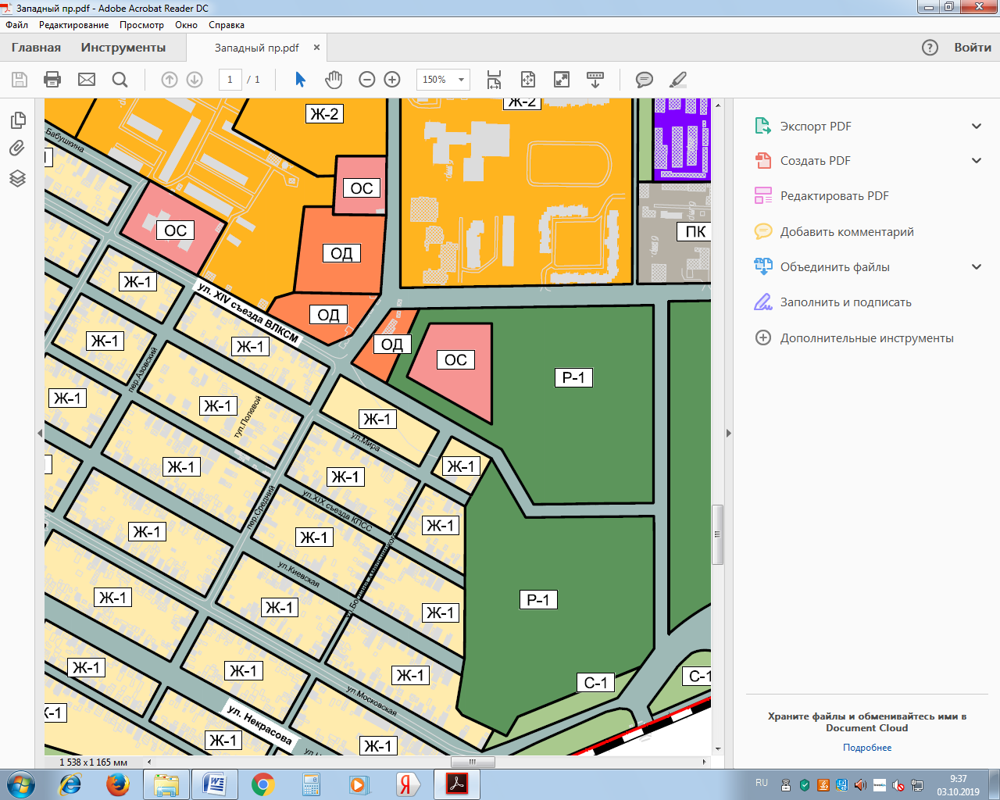 Западный пр.pdf - Adobe Acrobat Reader DC
Файл Редактирование Просмотр Окно Справка
Главная Инструменты Западный пр.pdf × ? Войти
1 / 1 150%
Экспорт PDF
Создать PDF
Редактировать PDF
Добавить комментарий
Объединить файлы
Заполнить и подписать
Дополнительные инструменты
Храните файлы и обменивайтесь ими в
Document Cloud
Подробнее
Ж-2
Ж-2
Бабушкина
ОС
ОС
ПК
ОД
Ж-1
ул. XIV съезда ВЛКСМ
ОД
Ж-1
Ж-1
ОД
ОС
пер.Азовский
Р-1
Ж-1
Ж-1
туп.Полевой
Ж-1
ул.Мира
Ж-1
Ж-1
Ж-1
пер.Средний
ул.XIX съезда КПСС
Ж-1
Ж-1
Ж-1
ул.Киевская
Ж-1
Р-1
Ж-1
Ж-1
Ж-1
Ж-1
Ж-1
С-1
С-1
ул.Московская
ул. Некрасова
Ж-1
Ж-1
1 538 x 1 165 мм
RU
9:37
03.10.2019